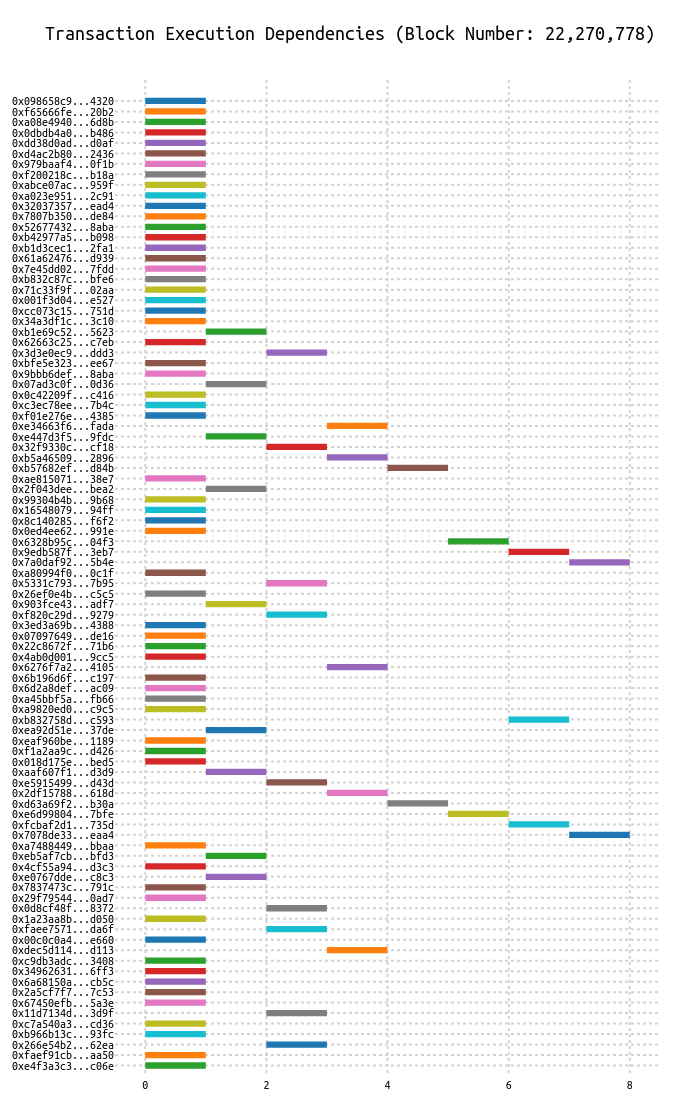 Transaction Execution Dependencies (Block Number: 22,270,778)
0x098658c9...4320
0xf65666fe...20b2
0xa08e4940...6d8b
0x0dbdb4a0...b486
0xdd38d0ad...d0af
0xd4ac2b80...2436
0x979baaf4...0f1b
0xf200218c...b18a
0xabce07ac...959f
0xa023e951...2c91
0x32037357...ead4
0x7807b350...de84
0x52677432...8aba
0xb42977a5...b098
0xb1d3cec1...2fa1
0x61a62476...d939
0x7e45dd02...7fdd
0xb832c87c...bfe6
0x71c33f9f...02aa
0x001f3d04...e527
0xcc073c15...751d
0x34a3df1c...3c10
0xb1e69c52...5623
0x62663c25...c7eb
0x3d3e0ec9...ddd3
0xbfe5e323...ee67
0x9bbb6def...8aba
0x07ad3c0f...0d36
0x0c42209f...c416
0xc3ec78ee...7b4c
0xf01e276e...4385
0xe34663f6...fada
0xe447d3f5...9fdc
0x32f9330c...cf18
0xb5a46509...2896
0xb57682ef...d84b
0xae815071...38e7
0x2f043dee...bea2
0x99304b4b...9b68
0x16548079...94ff
0x8c140285...f6f2
0x0ed4ee62...991e
0x6328b95c...04f3
0x9edb587f...3eb7
0x7a0daf92...5b4e
0xa80994f0...0c1f
0x5331c793...7b95
0x26ef0e4b...c5c5
0x903fce43...adf7
0xf820c29d...9279
0x3ed3a69b...4388
0x07097649...de16
0x22c8672f...71b6
0x4ab0d001...9cc5
0x6276f7a2...4105
0x6b196d6f...c197
0x6d2a8def...ac09
0xa45bbf5a...fb66
0xa9820ed0...c9c5
0xb832758d...c593
0xea92d51e...37de
0xeaf960be...1189
0xf1a2aa9c...d426
0x018d175e...bed5
0xaaf607f1...d3d9
0xe5915499...d43d
0x2df15788...618d
0xd63a69f2...b30a
0xe6d99804...7bfe
0xfcbaf2d1...735d
0x7078de33...eaa4
0xa7488449...bbaa
0xeb5af7cb...bfd3
0x4cf55a94...d3c3
0xe0767dde...c8c3
0x7837473c...791c
0x29f79544...0ad7
0x0d8cf48f...8372
0x1a23aa8b...d050
0xfaee7571...da6f
0x00c0c0a4...e660
0xdec5d114...d113
0xc9db3adc...3408
0x34962631...6ff3
0x6a68150a...cb5c
0x2a5cf7f7...7c53
0x67450efb...5a3e
0x11d7134d...3d9f
0xc7a540a3...cd36
0xb966b13c...93fc
0x266e54b2...62ea
0xfaef91cb...aa50
0xe4f3a3c3...c06e
0 2 4 6 8